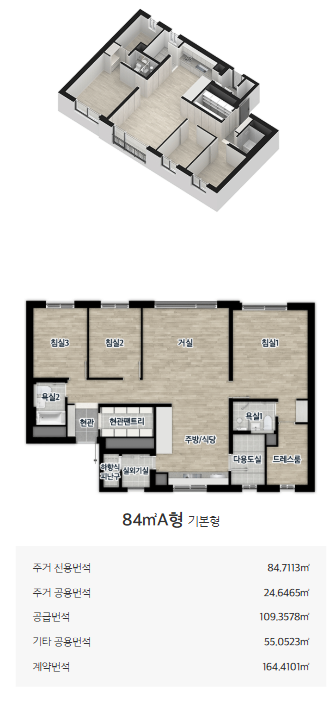 침실3 침실2 거실 침실1
욕실2 욕실1
현관 현관팬트리
주방/식당
하향식
피난구 실외기실 다용도실 드레스룸
84㎡A형 기본형
주거 전용면적 84.7113㎡
주거 공용면적 24.6465㎡
공급면적 109.3578㎡
기타 공용면적 55.0523㎡
계약면적 164.4101㎡